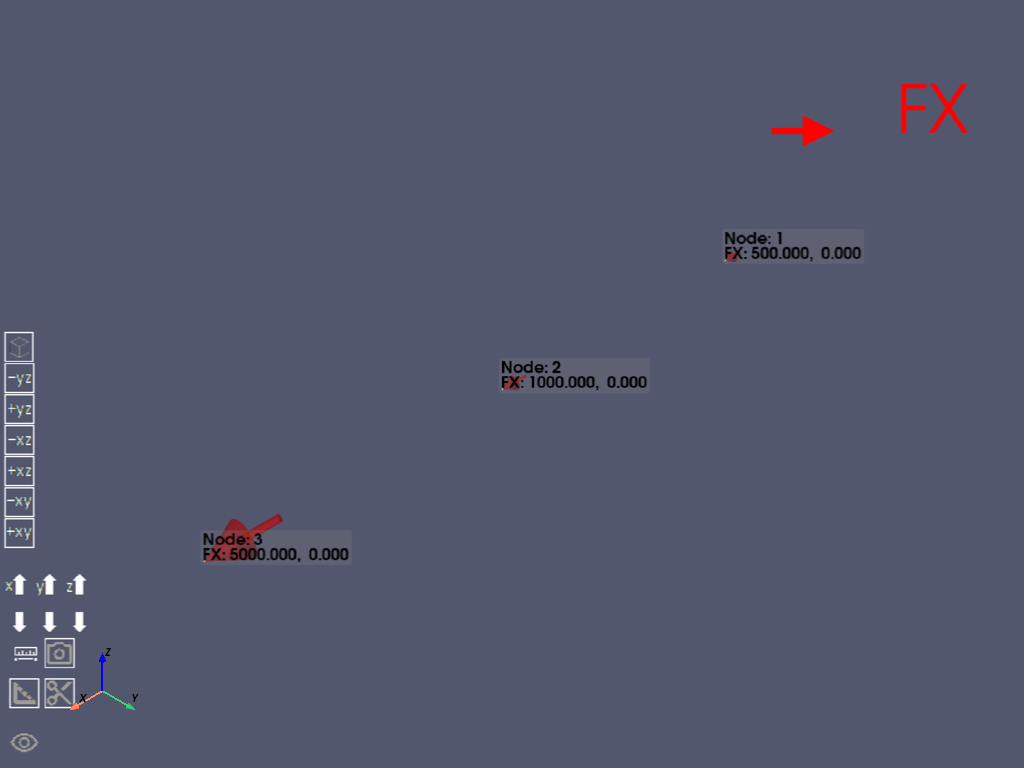 FX
Node: 1
FX: 500.000, 0.000
Node: 2
FX: 1000.000, 0.000
Node: 3
FX: 5000.000, 0.000
−yz
+yz
−xz
+xz
−xy
+xy
x y z
Z
X Y